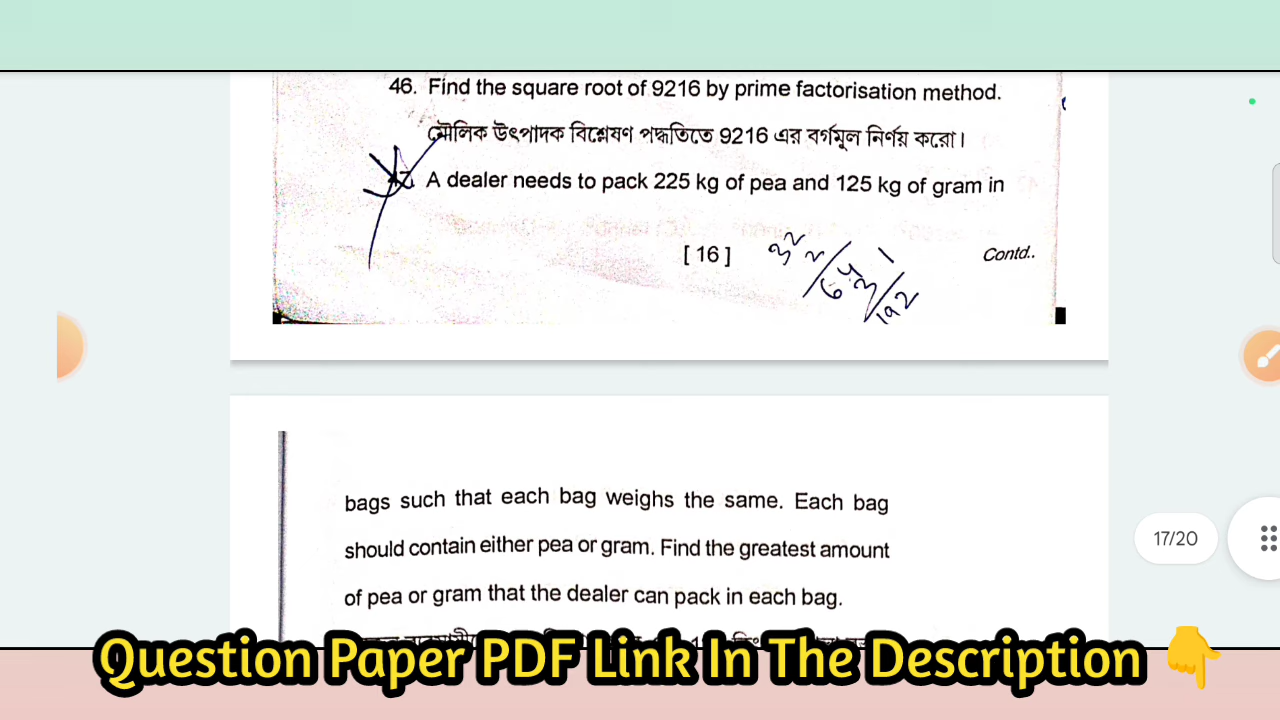 46. Find the square root of 9216 by prime factorisation method.
মৌলিক উৎপাদক বিশ্লেষণ পদ্ধতিতে 9216 এর বর্গমূল নির্ণয় করো।
A dealer needs to pack 225 kg of pea and 125 kg of gram in
[ 16 ]
Contd..
bags such that each bag weighs the same. Each bag
should contain either pea or gram. Find the greatest amount
of pea or gram that the dealer can pack in each bag.
17/20
Question Paper PDF Link In The Description 👇